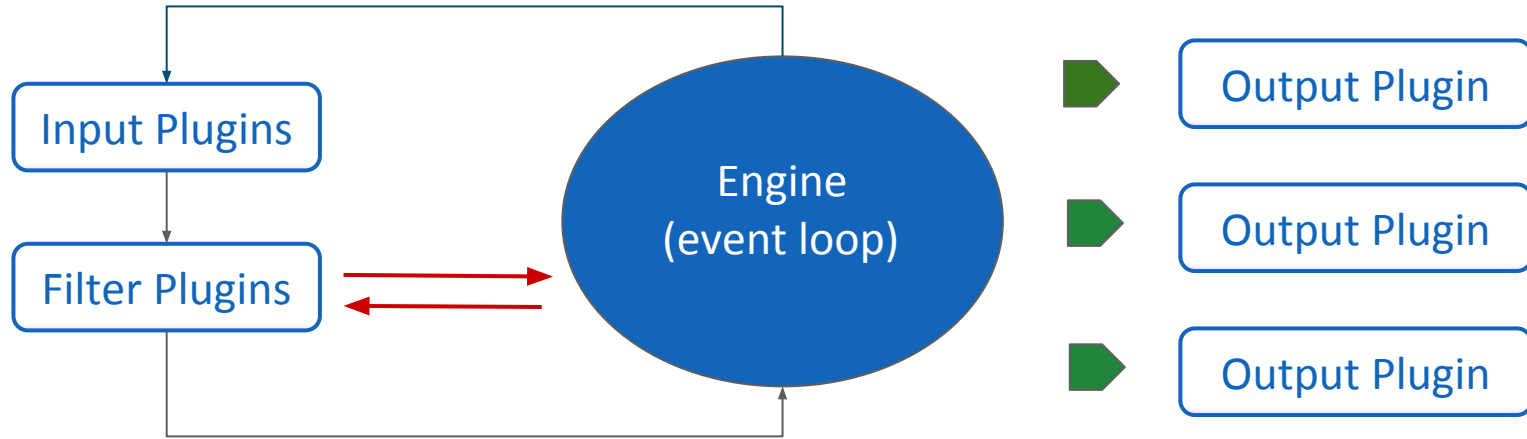 Input Plugins
Filter Plugins
Engine
(event loop)
Output Plugin
Output Plugin
Output Plugin